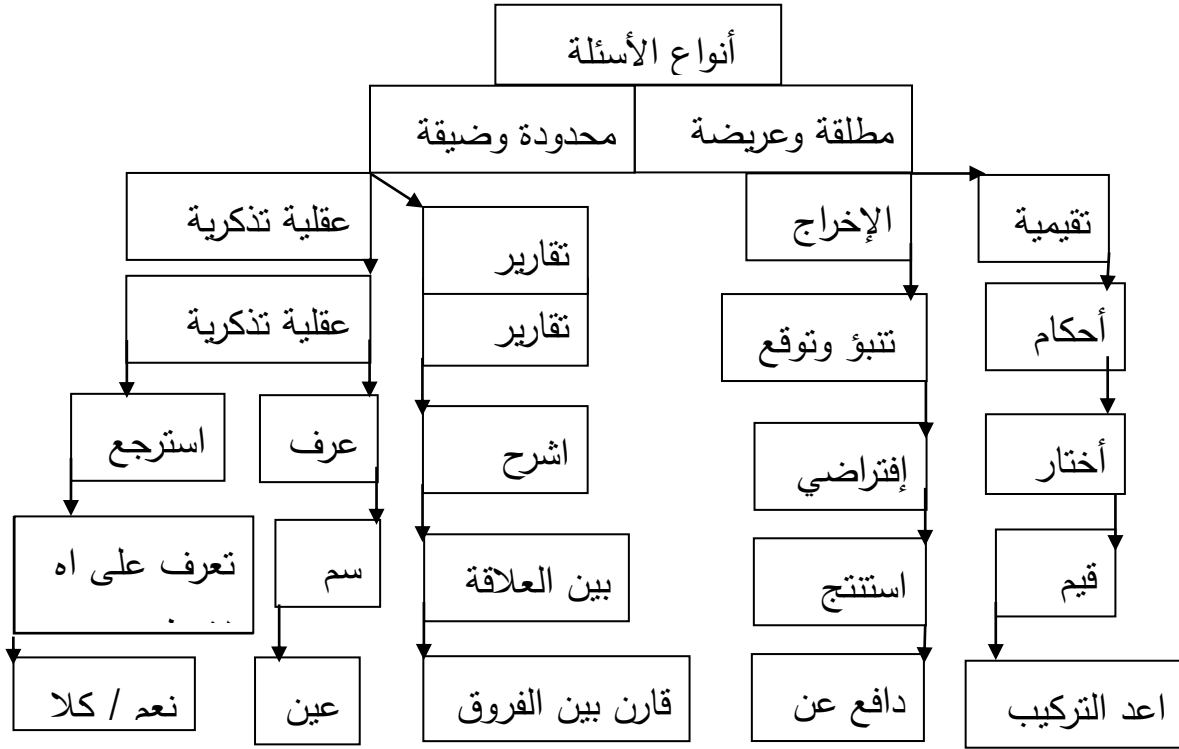 أنواع الأسئلة
مطلقة وعريضة
محدودة وضيقة
تقيمية
الإخراج
تقارير
عقلية تذكرية
أحكام
تنبؤ وتوقع
تقارير
عقلية تذكرية
أختار
إفتراضي
اشرح
عرف
استرجع
قيم
استنتج
بين العلاقة
سم
تعرف على اه
اعد التركيب
دافع عن
قارن بين الفروق
عين
نعم / كلا